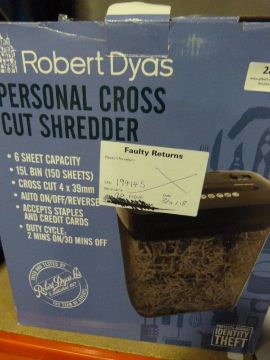 Robert Dyas
PERSONAL CROSS
CUT SHREDDER
• 6 SHEET CAPACITY
• 15L BIN (150 SHEETS)
• CROSS CUT 4 x 39mm
• AUTO ON/OFF/REVERSE
• ACCEPTS STAPLES
AND CREDIT CARDS
• DUTY CYCLE,
2 MINS ON/30 MINS OFF
Faulty Returns
Robert Dyas
IDENTITY
THEFT